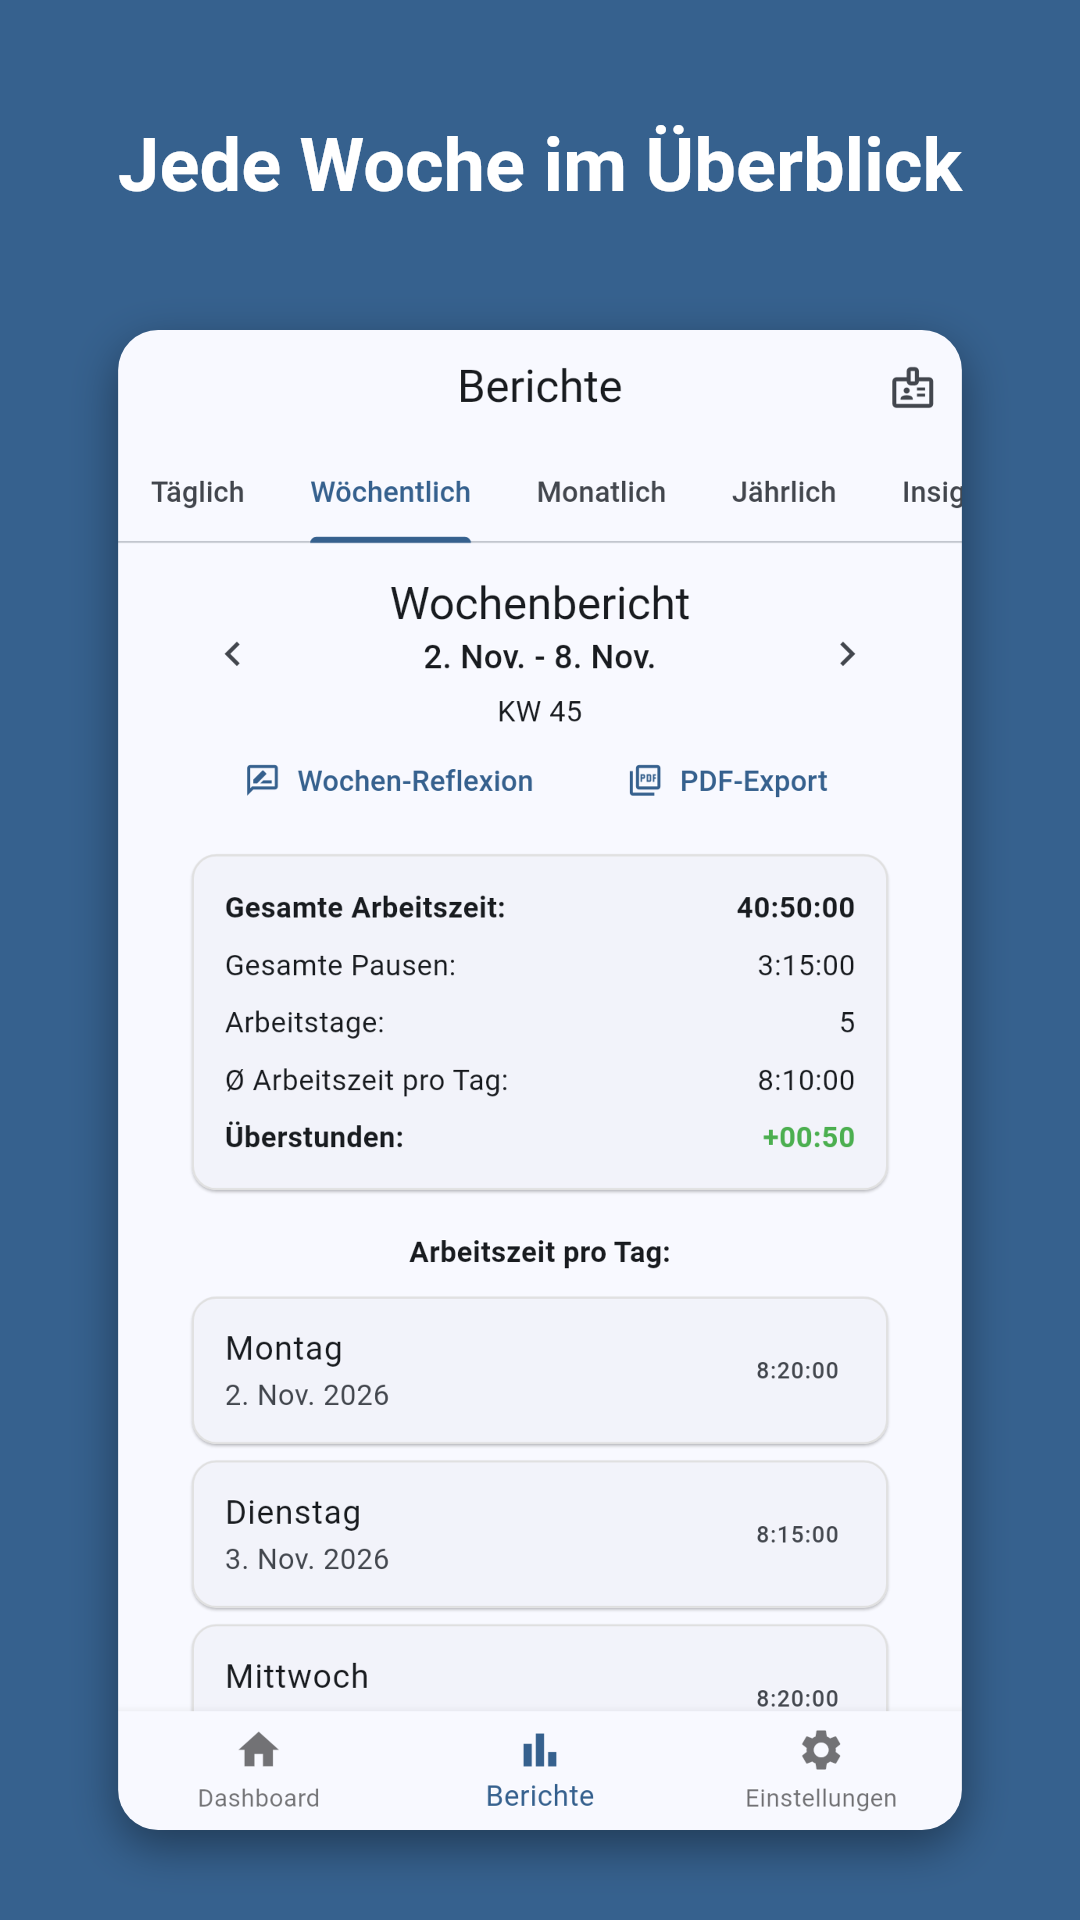 Jede Woche im Überblick
Berichte
Täglich Wöchentlich Monatlich Jährlich Insig
Wochenbericht
2. Nov. - 8. Nov.
KW 45
Wochen-Reflexion PDF PDF-Export
Gesamte Arbeitszeit: 40:50:00
Gesamte Pausen: 3:15:00
Arbeitstage: 5
Ø Arbeitszeit pro Tag: 8:10:00
Überstunden: +00:50
Arbeitszeit pro Tag:
Montag
2. Nov. 2026
8:20:00
Dienstag
3. Nov. 2026
8:15:00
Mittwoch
8:20:00
Dashboard Berichte Einstellungen